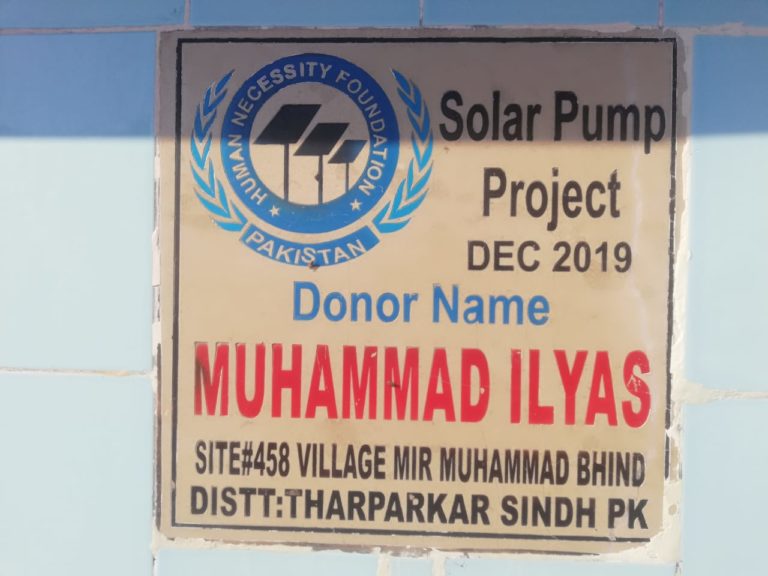 HUMAN NECESSITY FOUNDATION
PAKISTAN
Solar Pump
Project
DEC 2019
Donor Name
MUHAMMAD ILYAS
SITE#458 VILLAGE MIR MUHAMMAD BHIND
DISTT:THARPARKAR SINDH PK